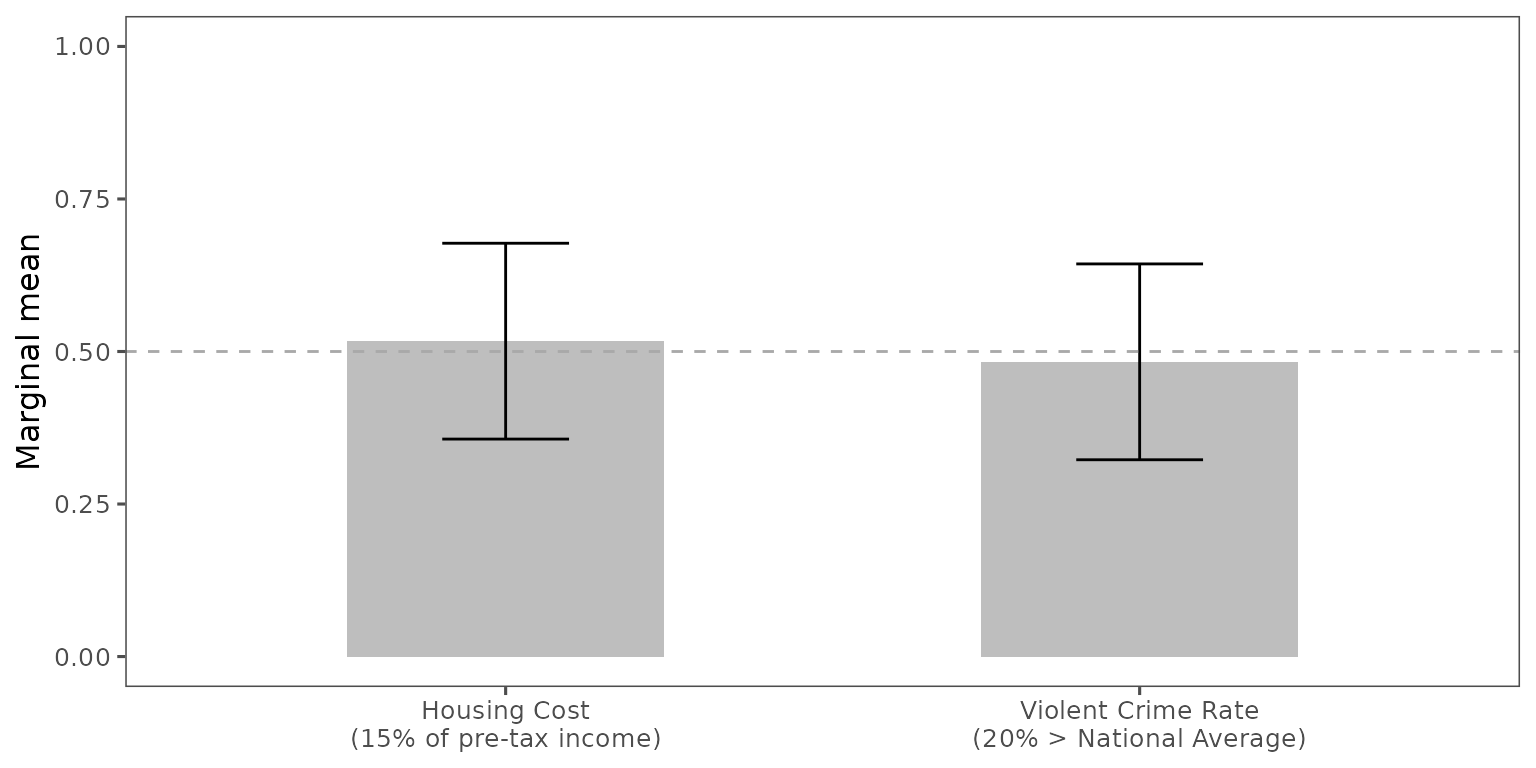 1.00
0.75
0.50
0.25
0.00
Marginal mean
Housing Cost
(15% of pre-tax income)
Violent Crime Rate
(20% > National Average)